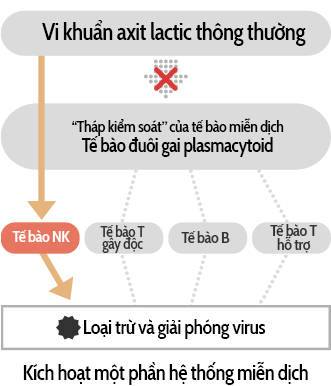 Vi khuẩn axit lactic thông thường
“Tháp kiểm soát” của tế bào miễn dịch
Tế bào đuôi gai plasmacytoid
Tế bào NK
Tế bào T
gây độc
Tế bào B
Tế bào T
hỗ trợ
Loại trừ và giải phóng virus
Kích hoạt một phần hệ thống miễn dịch